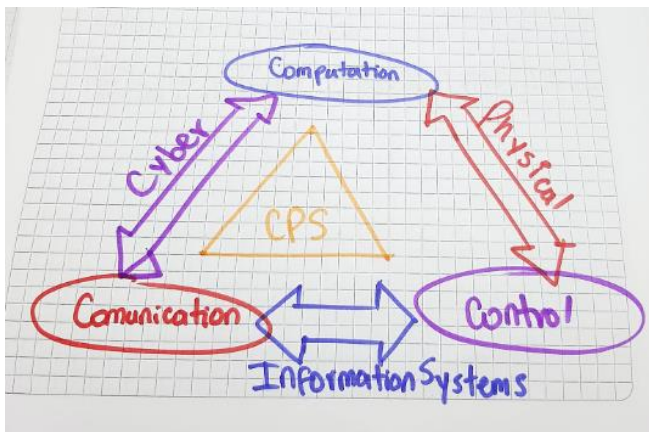 Computation
Cyber
Physical
CPS
Comunication
Control
Information Systems